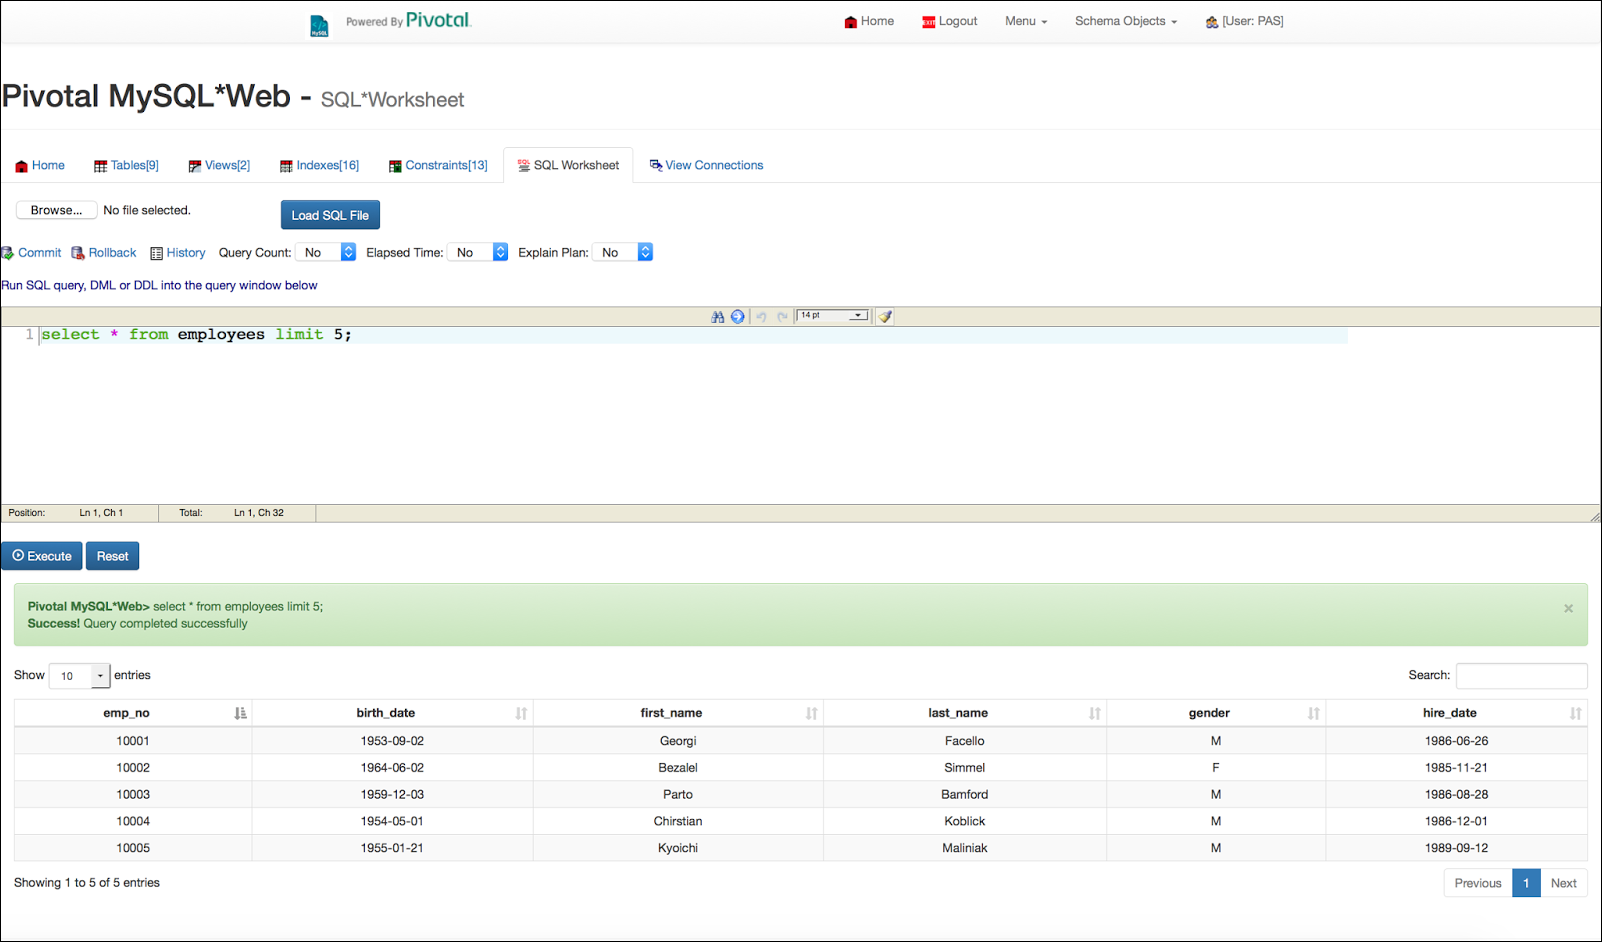 Powered By Pivotal. Home Logout Menu Schema Objects [User: PAS]
MySQL
Pivotal MySQL*Web - SQL*Worksheet
Home Tables[9] Views[2] Indexes[16] Constraints[13] SQL Worksheet View Connections
Browse... No file selected. Load SQL File
Commit Rollback History Query Count: No Elapsed Time: No Explain Plan: No
Run SQL query, DML or DDL into the query window below
14 pt
1 select * from employees limit 5;
Position: Ln 1, Ch 1 Total: Ln 1, Ch 32
Execute Reset
Pivotal MySQL*Web> select * from employees limit 5; ×
Success! Query completed successfully
Show 10 entries Search:
emp_no birth_date first_name last_name gender hire_date
10001 1953-09-02 Georgi Facello M 1986-06-26
10002 1964-06-02 Bezalel Simmel F 1985-11-21
10003 1959-12-03 Parto Bamford M 1986-08-28
10004 1954-05-01 Chirstian Koblick M 1986-12-01
10005 1955-01-21 Kyoichi Maliniak M 1989-09-12
Showing 1 to 5 of 5 entries Previous 1 Next